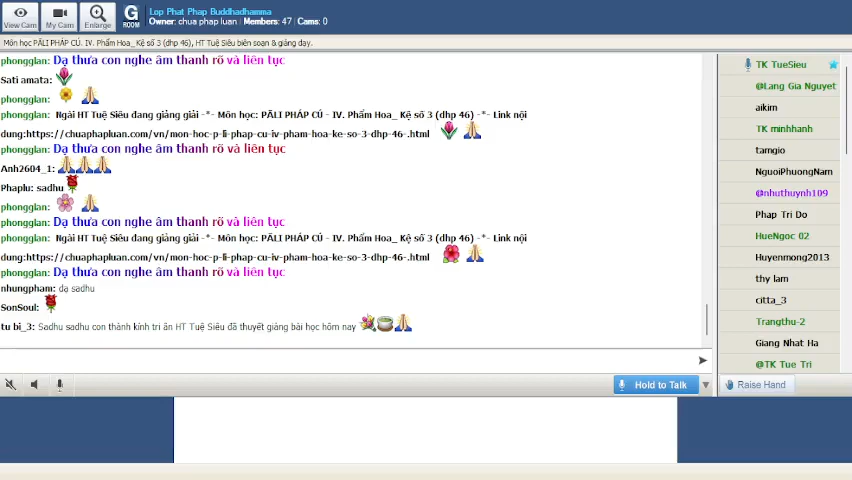 View Cam
My Cam
Enlarge
G
ROOM
Lop Phat Phap Buddhadhamma
Owner: chua phap luan | Members: 47 | Cams: 0
Môn học PÃLI PHÁP CÚ. IV. Phẩm Hoa_ Kệ số 3 (dhp 46), HT Tuệ Siêu biên soạn & giảng dạy.
phongglan: Dạ thưa con nghe âm thanh rõ và liên tục
Sati amata:
phongglan:
phongglan: Ngài HT Tuệ Siêu đang giảng giải -*- Môn học: PÃLI PHÁP CÚ - IV. Phẩm Hoa_ Kệ số 3 (dhp 46) -*- Link nội
dung:https://chuaphapluan.com/vn/mon-hoc-p-li-phap-cu-iv-pham-hoa-ke-so-3-dhp-46-.html
phongglan: Dạ thưa con nghe âm thanh rõ và liên tục
Anh2604_1:
Phaplu: sadhu
phongglan:
phongglan: Dạ thưa con nghe âm thanh rõ và liên tục
phongglan: Ngài HT Tuệ Siêu đang giảng giải -*- Môn học: PÃLI PHÁP CÚ - IV. Phẩm Hoa_ Kệ số 3 (dhp 46) -*- Link nội
dung:https://chuaphapluan.com/vn/mon-hoc-p-li-phap-cu-iv-pham-hoa-ke-so-3-dhp-46-.html
phongglan: Dạ thưa con nghe âm thanh rõ và liên tục
nhungpham: dạ sadhu
SonSoul:
tu bi_3: Sadhu sadhu con thành kính tri ân HT Tuệ Siêu đã thuyết giảng bài học hôm nay
Hold to Talk
TK TueSieu
@Lang Gia Nguyet
aikim
TK minhhanh
tamgio
NguoiPhuongNam
@nhuthuynh109
Phap Tri Do
HueNgoc 02
Huyenmong2013
thy lam
citta_3
Trangthu-2
Giang Nhat Ha
@TK Tue Tri
Raise Hand